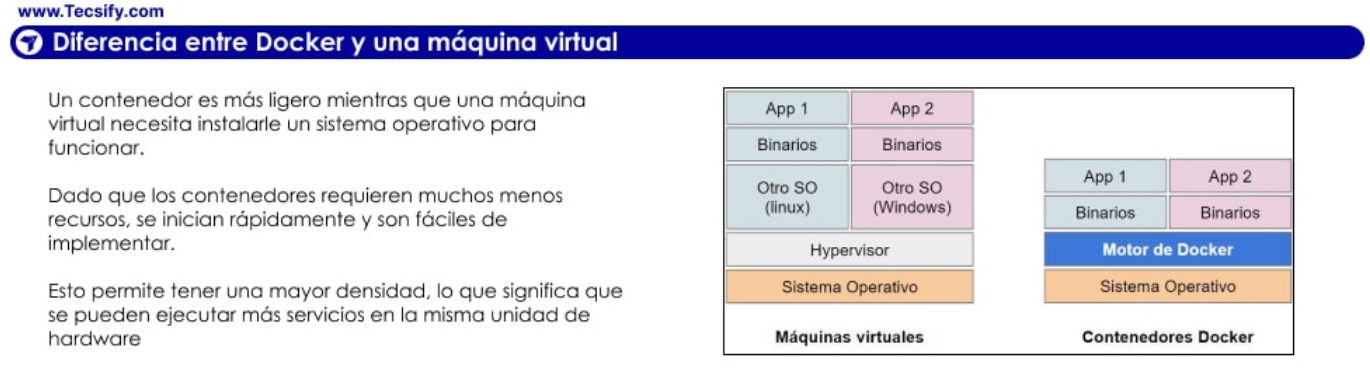 www.Tecsify.com
Diferencia entre Docker y una máquina virtual
Un contenedor es más ligero mientras que una máquina
virtual necesita instalarle un sistema operativo para
funcionar.
Dado que los contenedores requieren muchos menos
recursos, se inician rápidamente y son fáciles de
implementar.
Esto permite tener una mayor densidad, lo que significa que
se pueden ejecutar más servicios en la misma unidad de
hardware
App 1
App 2
Binarios
Binarios
Otro SO
(linux)
Otro SO
(Windows)
Hypervisor
Sistema Operativo
Máquinas virtuales
App 1
App 2
Binarios
Binarios
Motor de Docker
Sistema Operativo
Contenedores Docker